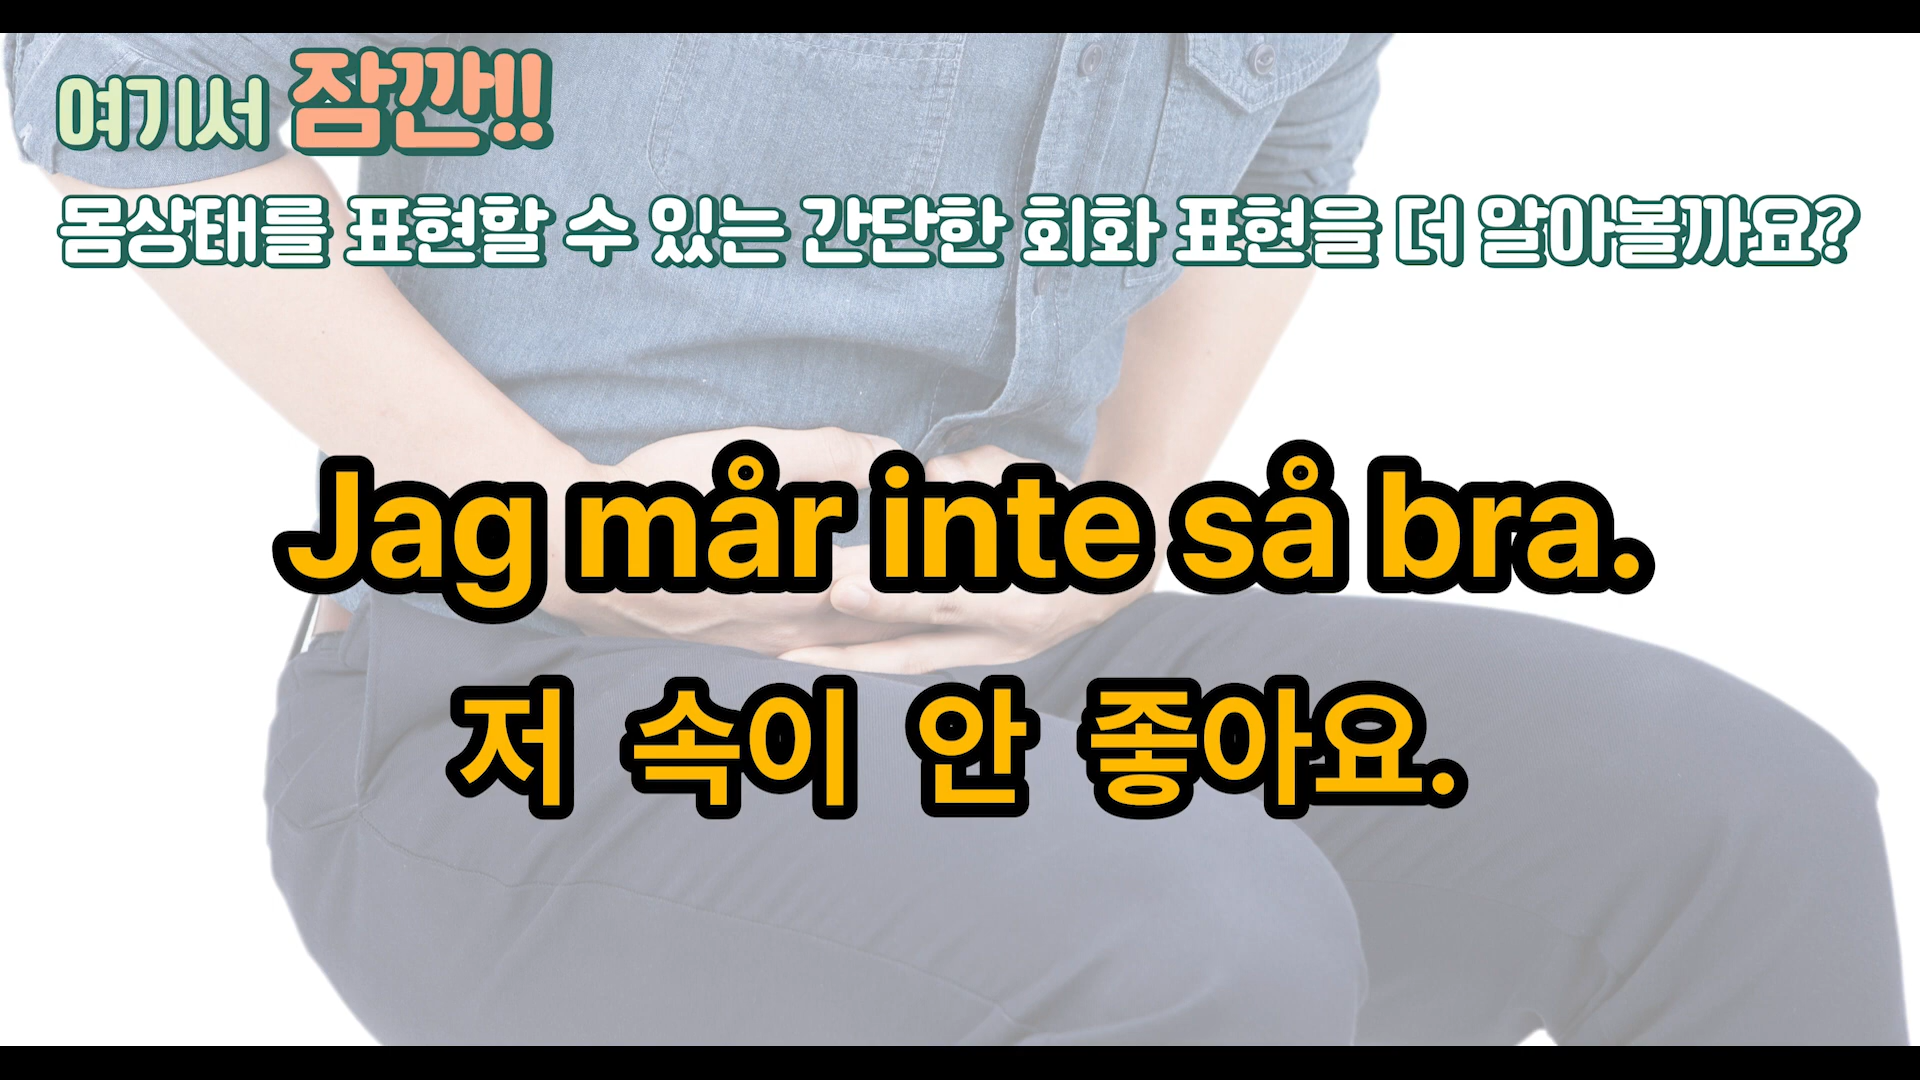 여기서 잠깐!!
몸상태를 표현할 수 있는 간단한 회화 표현을 더 알아볼까요?
Jag mår inte så bra.
저 속이 안 좋아요.